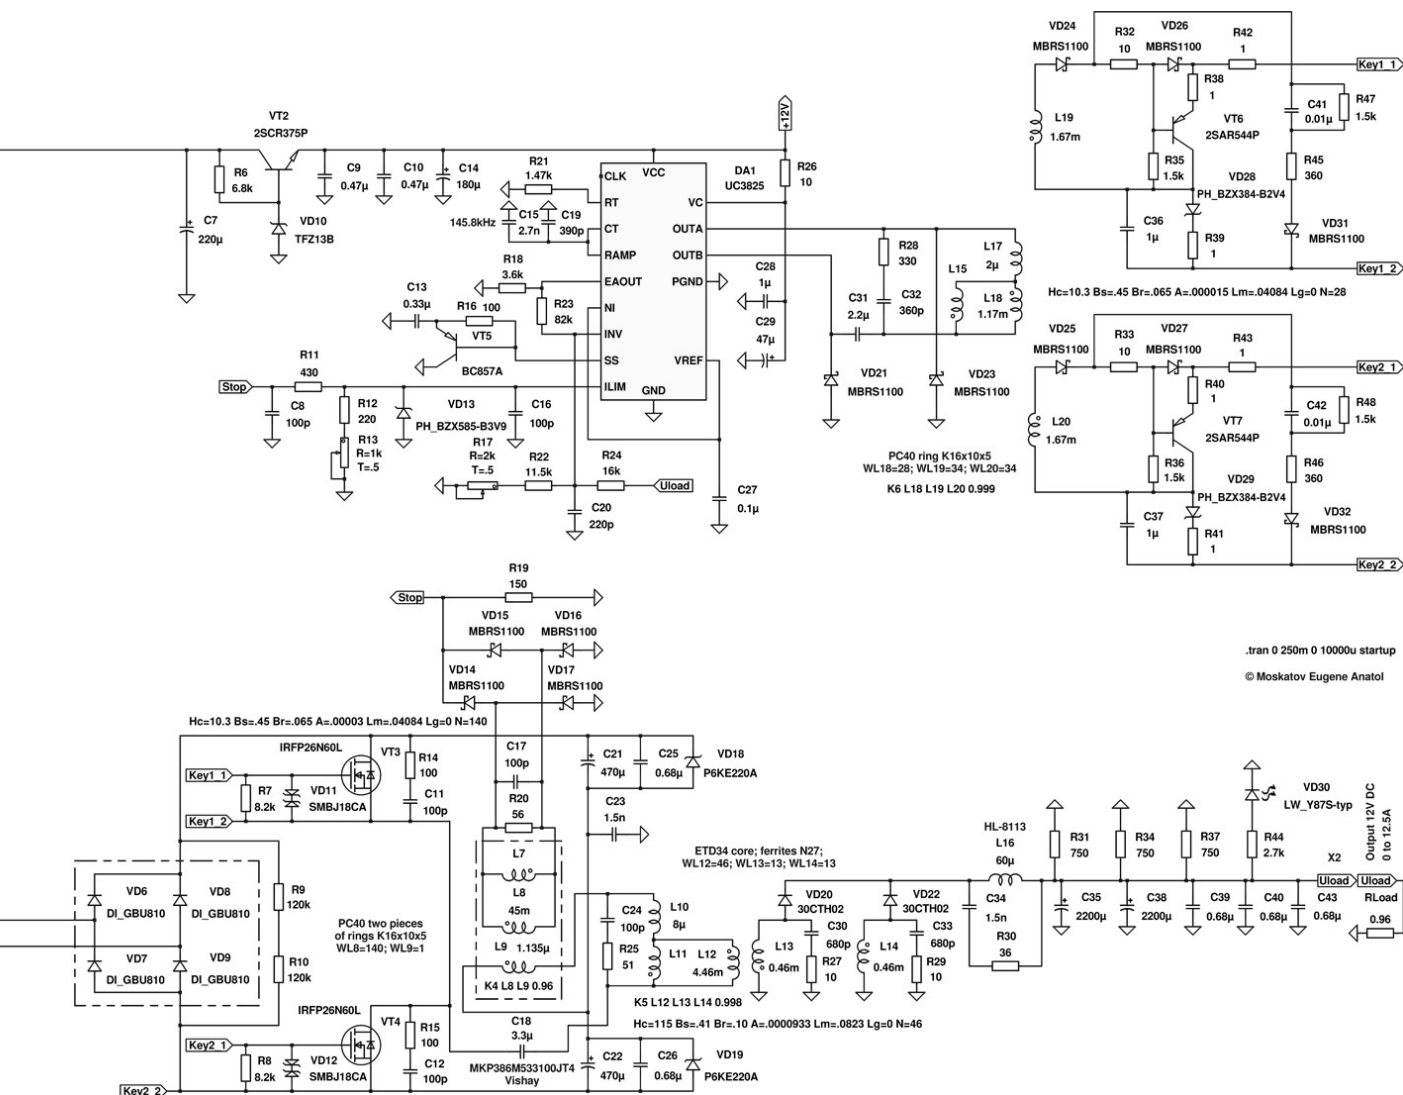 VT2
2SCR375P
R6
6.8k
C7
220µ
VD10
TFZ13B
C9
0.47µ
C10
0.47µ
C14
180µ
R21
1.47k
145.8kHz
C15
2.7n
C19
390p
R18
3.6k
R23
82k
C13
0.33µ
R16 100
VT5
BC857A
Stop
R11
430
C8
100p
R12
220
R13
R=1k
T=.5
VD13
PH_BZX585-B3V9
C16
100p
R17
R=2k
T=.5
R22
11.5k
R24
16k
Uload
C20
220p
C27
0.1µ
+12V
R26
10
DA1
UC3825
CLK
VCC
RT
VC
CT
OUTA
RAMP
OUTB
EAOUT
PGND
NI
INV
SS
VREF
ILIM
GND
C28
1µ
C29
47µ
R28
330
C32
360p
C31
2.2µ
L15
L17
2µ
L18
1.17m
VD21
MBRS1100
VD23
MBRS1100
PC40 ring K16x10x5
WL18=28; WL19=34; WL20=34
K6 L18 L19 L20 0.999
VD24
MBRS1100
R32
10
VD26
MBRS1100
R42
1
Key1_1
R38
1
L19
1.67m
VT6
2SAR544P
C41
0.01µ
R47
1.5k
R35
1.5k
R45
360
VD28
PH_BZX384-B2V4
C36
1µ
R39
1
VD31
MBRS1100
Key1_2
Hc=10.3 Bs=.45 Br=.065 A=.000015 Lm=.04084 Lg=0 N=28
VD25
MBRS1100
R33
10
VD27
MBRS1100
R43
1
Key2_1
R40
1
L20
1.67m
VT7
2SAR544P
C42
0.01µ
R48
1.5k
R36
1.5k
R46
360
VD29
PH_BZX384-B2V4
C37
1µ
R41
1
VD32
MBRS1100
Key2_2
.tran 0 250m 0 10000u startup
© Moskatov Eugene Anatol
Stop
R19
150
VD15
MBRS1100
VD16
MBRS1100
VD14
MBRS1100
VD17
MBRS1100
Hc=10.3 Bs=.45 Br=.065 A=.00003 Lm=.04084 Lg=0 N=140
IRFP26N60L
VT3
Key1_1
R7
8.2k
VD11
SMBJ18CA
R14
100
C11
100p
Key1_2
C17
100p
R20
56
L7
L8
45m
L9 1.135µ
K4 L8 L9 0.96
C21
470µ
C25
0.68µ
VD18
P6KE220A
C23
1.5n
VD6
DI_GBU810
VD8
DI_GBU810
VD7
DI_GBU810
VD9
DI_GBU810
R9
120k
R10
120k
PC40 two pieces
of rings K16x10x5
WL8=140; WL9=1
IRFP26N60L
VT4
Key2_1
R8
8.2k
VD12
SMBJ18CA
R15
100
C12
100p
Key2_2
C18
3.3µ
MKP386M533100JT4
Vishay
C22
470µ
C26
0.68µ
VD19
P6KE220A
C24
100p
R25
51
L10
8µ
L11
L12
4.46m
K5 L12 L13 L14 0.998
Hc=115 Bs=.41 Br=.10 A=.0000933 Lm=.0823 Lg=0 N=46
ETD34 core; ferrites N27;
WL12=46; WL13=13; WL14=13
VD20
30CTH02
L13
0.46m
C30
680p
R27
10
VD22
30CTH02
L14
0.46m
C33
680p
R29
10
HL-8113
L16
60µ
C34
1.5n
R30
36
R31
750
R34
750
R37
750
VD30
LW_Y87S-typ
R44
2.7k
C35
2200µ
C38
2200µ
C39
0.68µ
C40
0.68µ
C43
0.68µ
X2
Uload
Uload
Output 12V DC
0 to 12.5A
RLoad
0.96